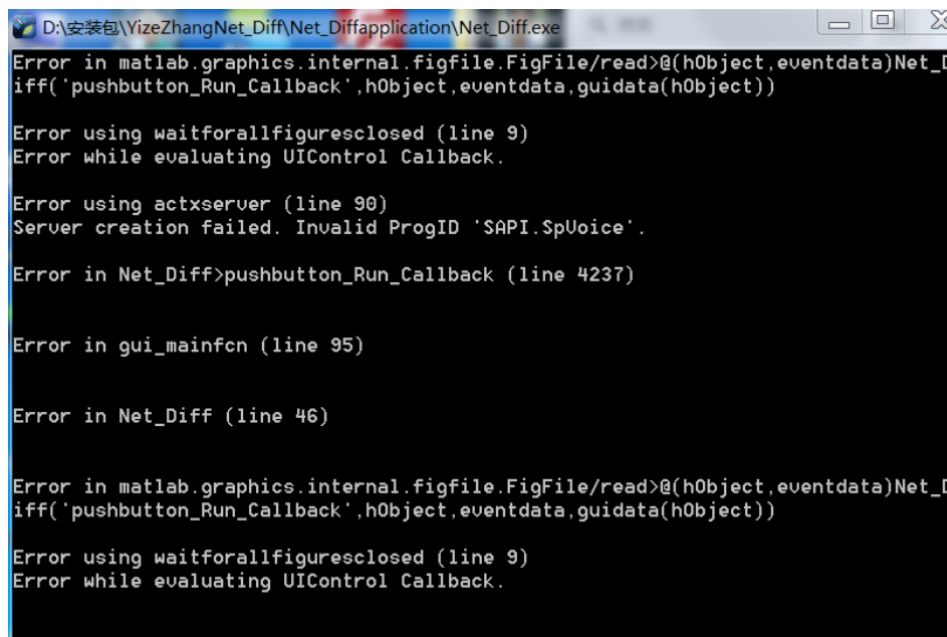 D:\安装包\YizeZhangNet_Diff\Net_Diffapplication\Net_Diff.exe
Error in matlab.graphics.internal.figfile.FigFile/read>@(hObject,eventdata)Net_D
iff('pushbutton_Run_Callback',hObject,eventdata,guidata(hObject))
Error using waitforallfiguresclosed (line 9)
Error while evaluating UIControl Callback.
Error using actxserver (line 90)
Server creation failed. Invalid ProgID 'SAPI.SpVoice'.
Error in Net_Diff>pushbutton_Run_Callback (line 4237)
Error in gui_mainfcn (line 95)
Error in Net_Diff (line 46)
Error in matlab.graphics.internal.figfile.FigFile/read>@(hObject,eventdata)Net_D
iff('pushbutton_Run_Callback',hObject,eventdata,guidata(hObject))
Error using waitforallfiguresclosed (line 9)
Error while evaluating UIControl Callback.